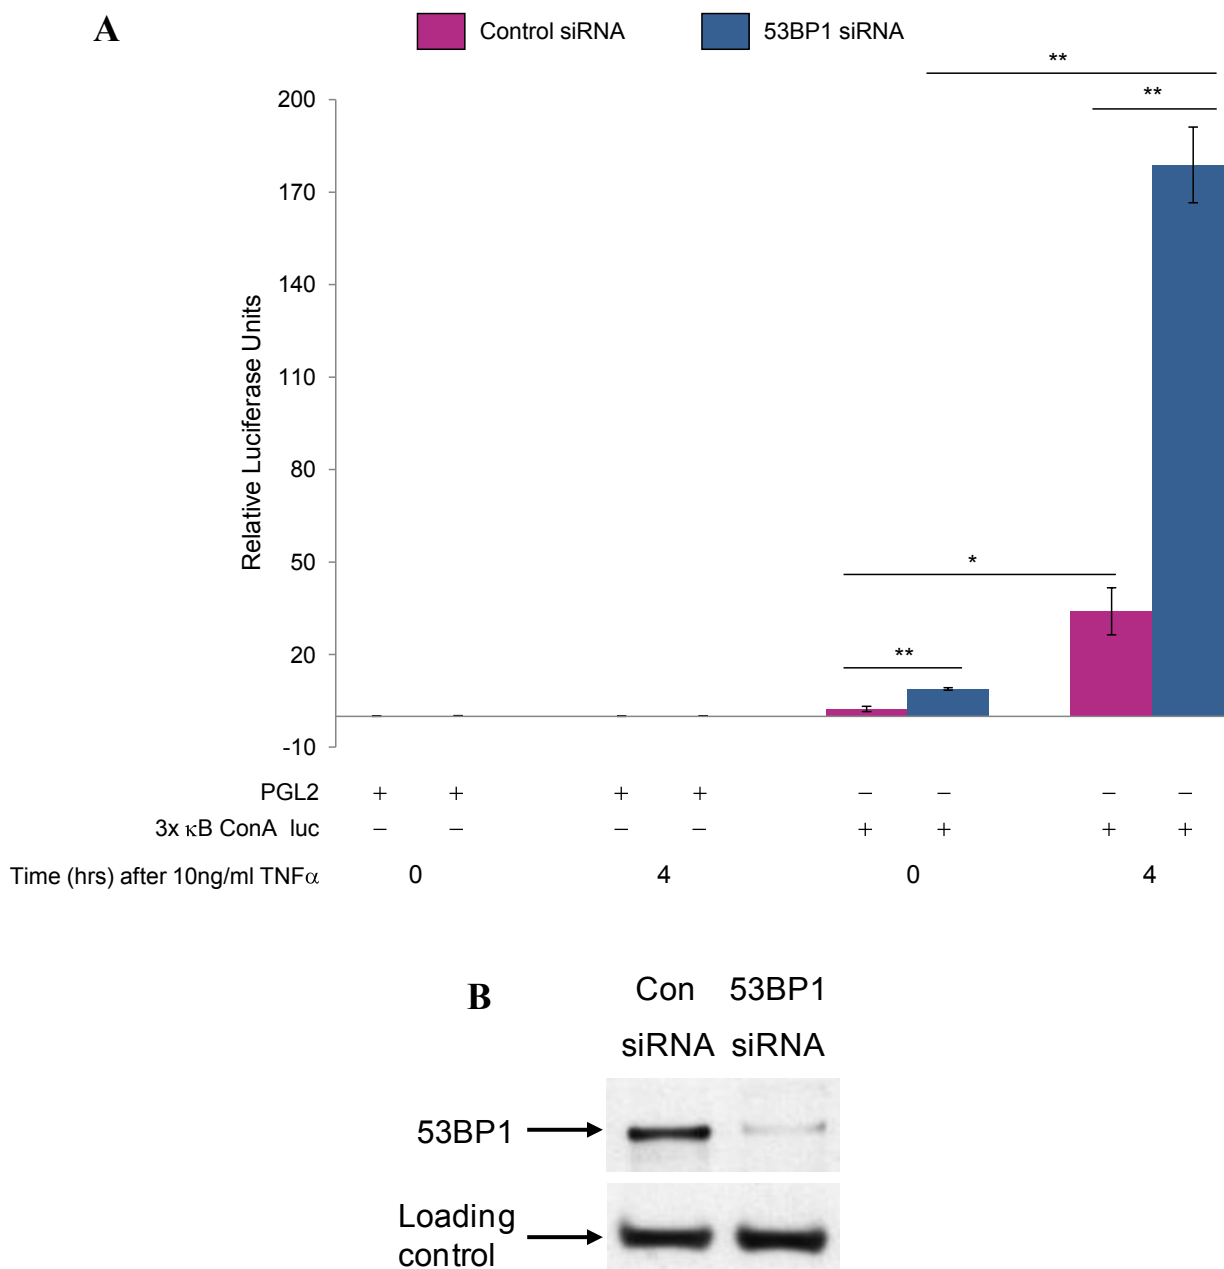 A
Control siRNA 53BP1 siRNA
**
**
200
170
140
110
80
50
20
-10
Relative Luciferase Units
*
**
PGL2 + + + + − − − −
3x κB ConA luc − − − − + + + +
Time (hrs) after 10ng/ml TNFα 0 4 0 4
B
Con 53BP1
siRNA siRNA
53BP1
Loading
control